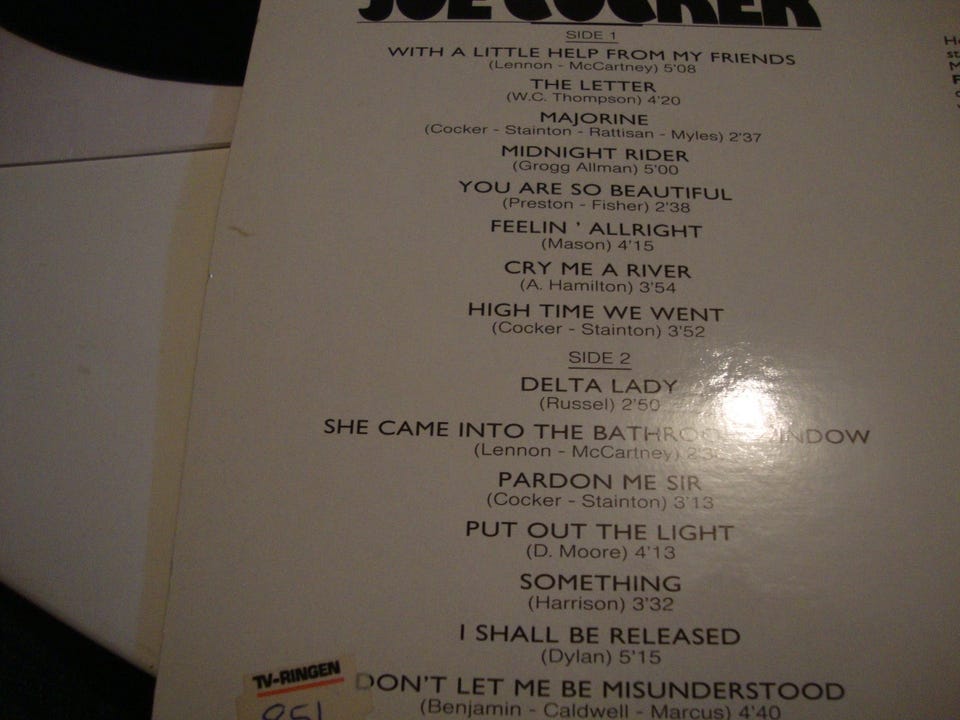 JOE COCKER
SIDE 1
WITH A LITTLE HELP FROM MY FRIENDS
(Lennon - McCartney) 5'08
THE LETTER
(W.C. Thompson) 4'20
MAJORINE
(Cocker - Stainton - Rattisan - Myles) 2'37
MIDNIGHT RIDER
(Grogg Allman) 5'00
YOU ARE SO BEAUTIFUL
(Preston - Fisher) 2'38
FEELIN ' ALLRIGHT
(Mason) 4'15
CRY ME A RIVER
(A. Hamilton) 3'54
HIGH TIME WE WENT
(Cocker - Stainton) 3'52
SIDE 2
DELTA LADY
(Russel) 2'50
SHE CAME INTO THE BATHROOM WINDOW
(Lennon - McCartney)
PARDON ME SIR
(Cocker - Stainton) 3'13
PUT OUT THE LIGHT
(D. Moore) 4'13
SOMETHING
(Harrison) 3'32
I SHALL BE RELEASED
(Dylan) 5'15
TV-RINGEN
951
DON'T LET ME BE MISUNDERSTOOD
(Benjamin - Caldwell - Marcus) 4'40